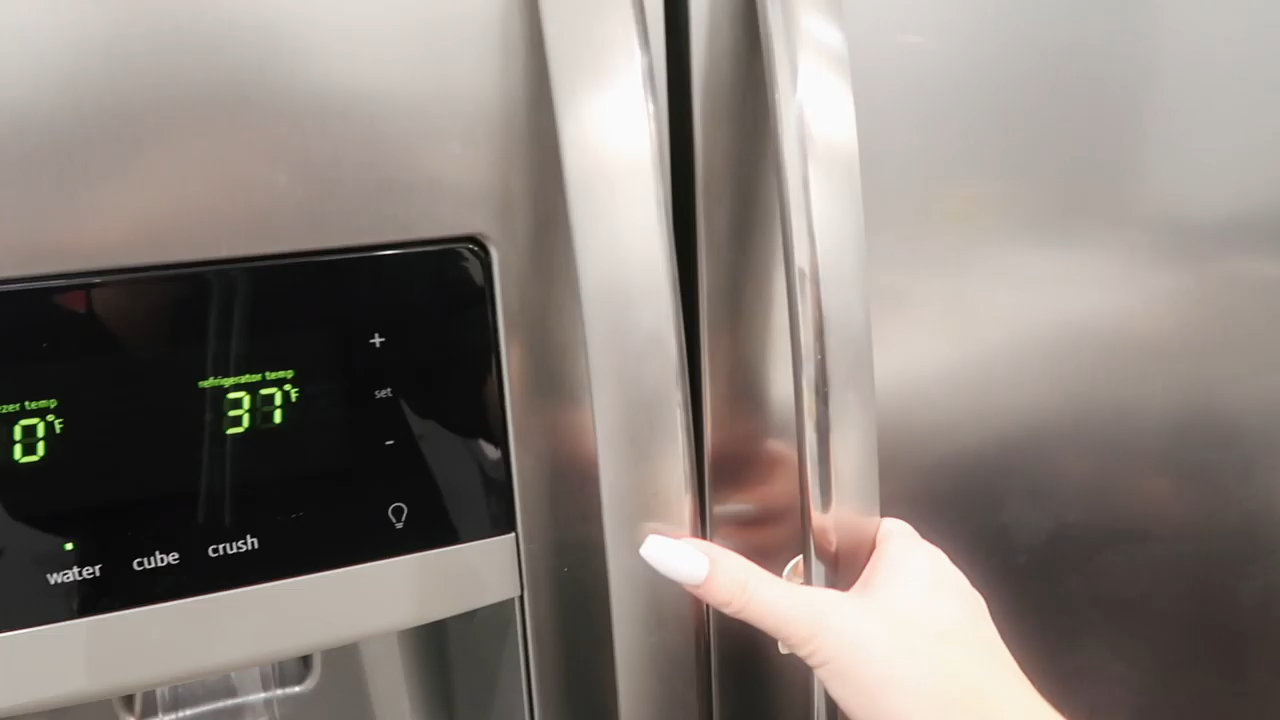 zer temp
0°F
refrigerator temp
37°F
+
set
-
water
cube
crush